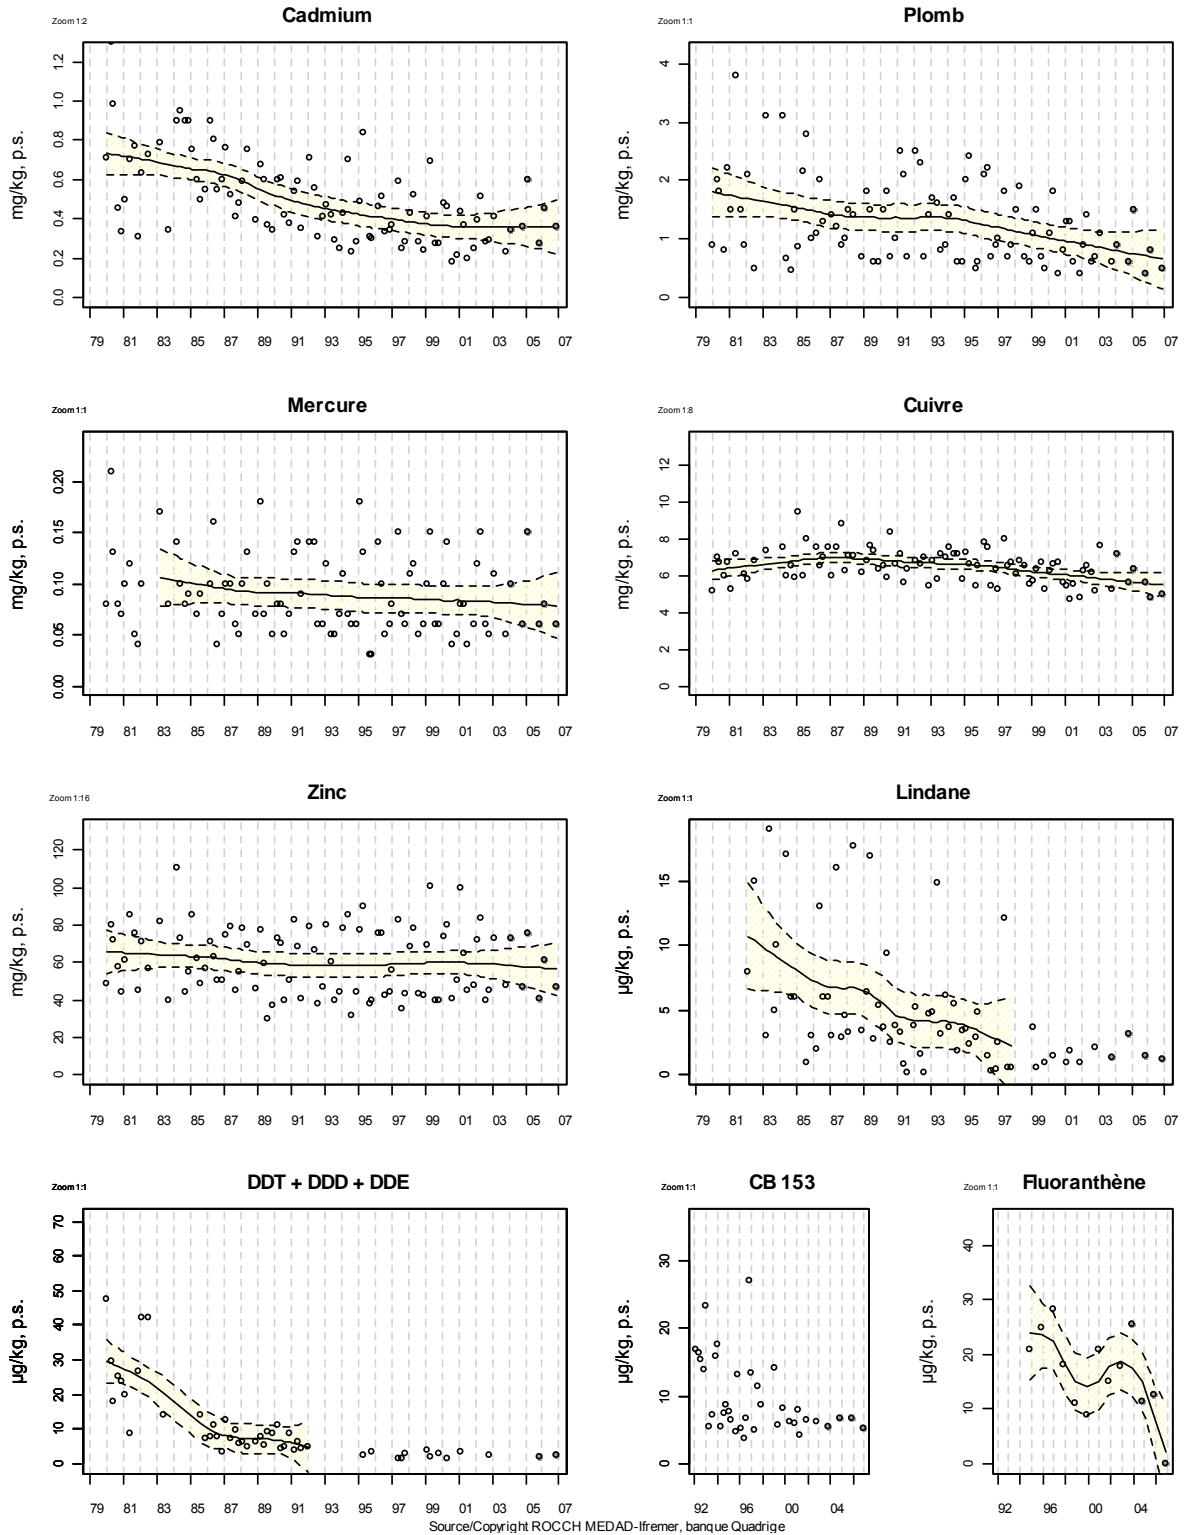 Zoom 1:2 Cadmium
mg/kg, p.s.
0.0 0.2 0.4 0.6 0.8 1.0 1.2
79 81 83 85 87 89 91 93 95 97 99 01 03 05 07
Zoom 1:1 Plomb
mg/kg, p.s.
0 1 2 3 4
79 81 83 85 87 89 91 93 95 97 99 01 03 05 07
Zoom 1:1 Mercure
mg/kg, p.s.
0.00 0.05 0.10 0.15 0.20
79 81 83 85 87 89 91 93 95 97 99 01 03 05 07
Zoom 1:8 Cuivre
mg/kg, p.s.
0 2 4 6 8 10 12
79 81 83 85 87 89 91 93 95 97 99 01 03 05 07
Zoom 1:16 Zinc
mg/kg, p.s.
0 20 40 60 80 100 120
79 81 83 85 87 89 91 93 95 97 99 01 03 05 07
Zoom 1:1 Lindane
µg/kg, p.s.
0 5 10 15
79 81 83 85 87 89 91 93 95 97 99 01 03 05 07
Zoom 1:1 DDT + DDD + DDE
µg/kg, p.s.
0 10 20 30 40 50 60 70
79 81 83 85 87 89 91 93 95 97 99 01 03 05 07
Zoom 1:1 CB 153
µg/kg, p.s.
0 10 20 30
92 96 00 04
Zoom 1:1 Fluoranthène
µg/kg, p.s.
0 10 20 30 40
92 96 00 04
Source/Copyright ROCCH MEDAD-Ifremer, banque Quadrige